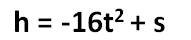 h = -16t² + s